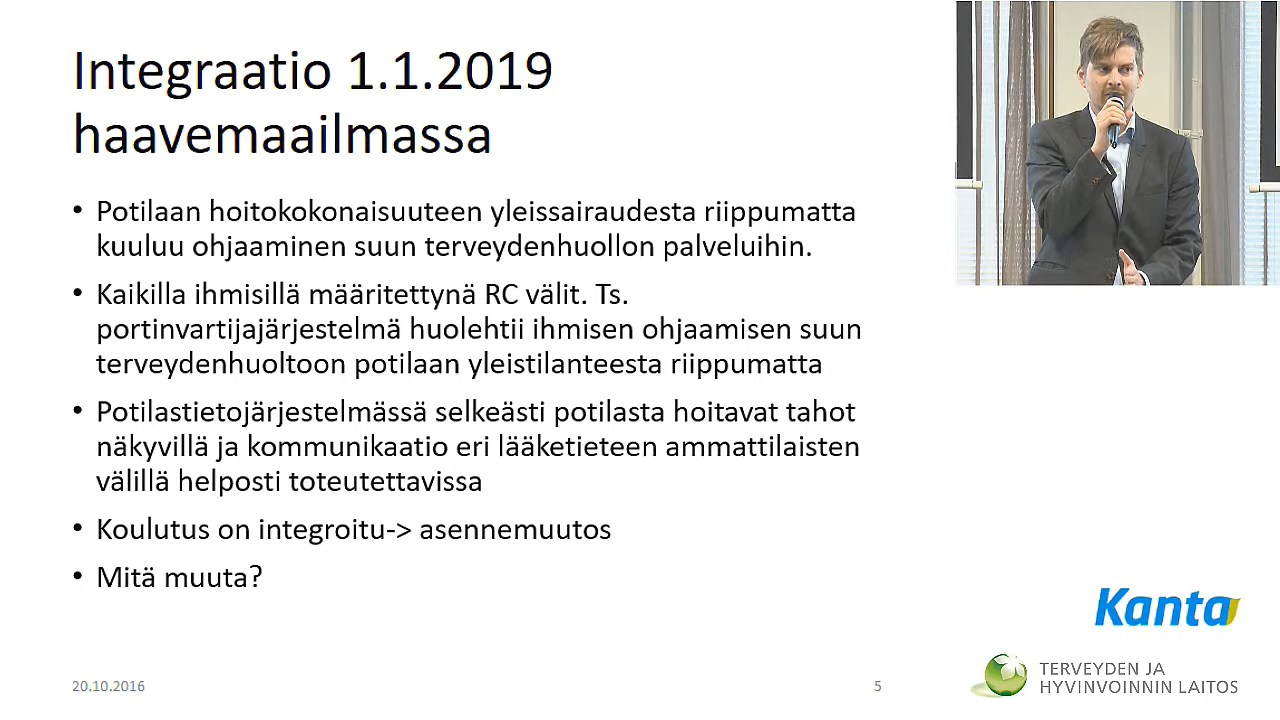 Integraatio 1.1.2019
haavemaailmassa
• Potilaan hoitokokonaisuuteen yleissairaudesta riippumatta
kuuluu ohjaaminen suun terveydenhuollon palveluihin.
• Kaikilla ihmisillä määritettynä RC välit. Ts.
portinvartijajärjestelmä huolehtii ihmisen ohjaamisen suun
terveydenhuoltoon potilaan yleistilanteesta riippumatta
• Potilastietojärjestelmässä selkeästi potilasta hoitavat tahot
näkyvillä ja kommunikaatio eri lääketieteen ammattilaisten
välillä helposti toteutettavissa
• Koulutus on integroitu-> asennemuutos
• Mitä muuta?
Kanta
20.10.2016
5
TERVEYDEN JA
HYVINVOINNIN LAITOS